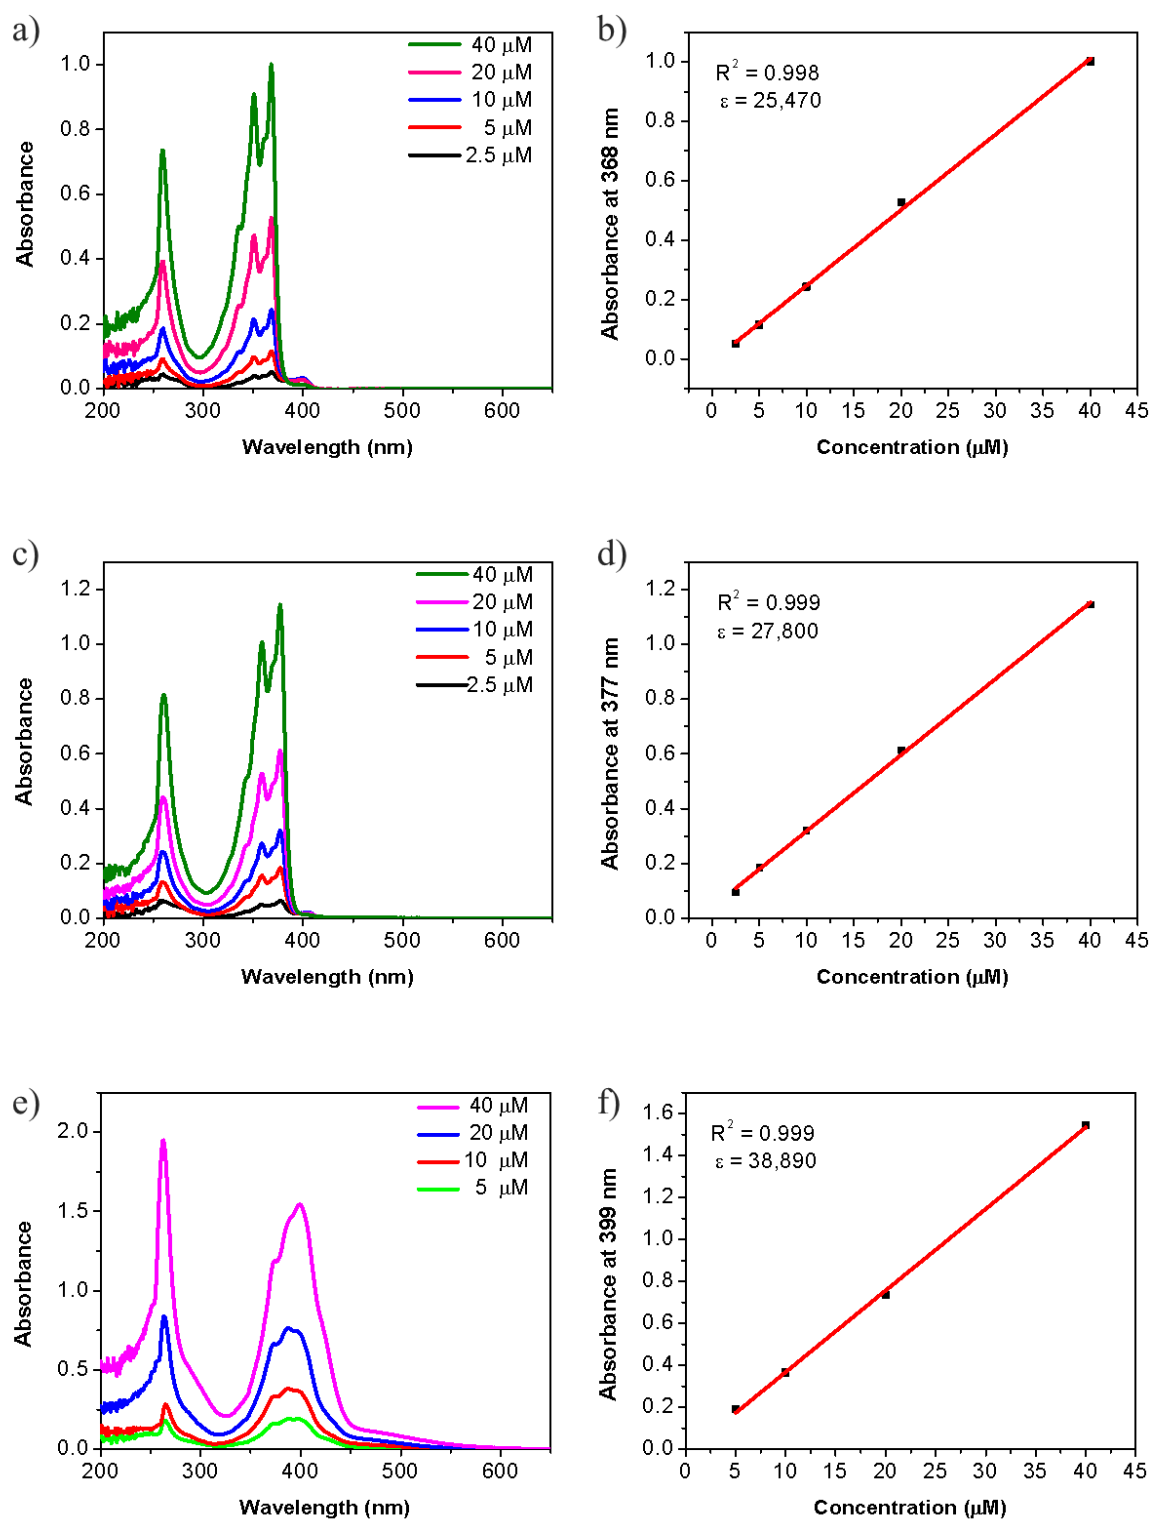 a)
40 μM
20 μM
10 μM
5 μM
2.5 μM
1.0
0.8
0.6
0.4
0.2
0.0
Absorbance
200 300 400 500 600
Wavelength (nm)
b)
R² = 0.998
ε = 25,470
1.0
0.8
0.6
0.4
0.2
0.0
Absorbance at 368 nm
0 5 10 15 20 25 30 35 40 45
Concentration (μM)
c)
40 μM
20 μM
10 μM
5 μM
2.5 μM
1.2
1.0
0.8
0.6
0.4
0.2
0.0
Absorbance
200 300 400 500 600
Wavelength (nm)
d)
R² = 0.999
ε = 27,800
1.2
1.0
0.8
0.6
0.4
0.2
0.0
Absorbance at 377 nm
0 5 10 15 20 25 30 35 40 45
Concentration (μM)
e)
40 μM
20 μM
10 μM
5 μM
2.0
1.5
1.0
0.5
0.0
Absorbance
200 300 400 500 600
Wavelength (nm)
f)
R² = 0.999
ε = 38,890
1.6
1.4
1.2
1.0
0.8
0.6
0.4
0.2
0.0
Absorbance at 399 nm
0 5 10 15 20 25 30 35 40 45
Concentration (μM)